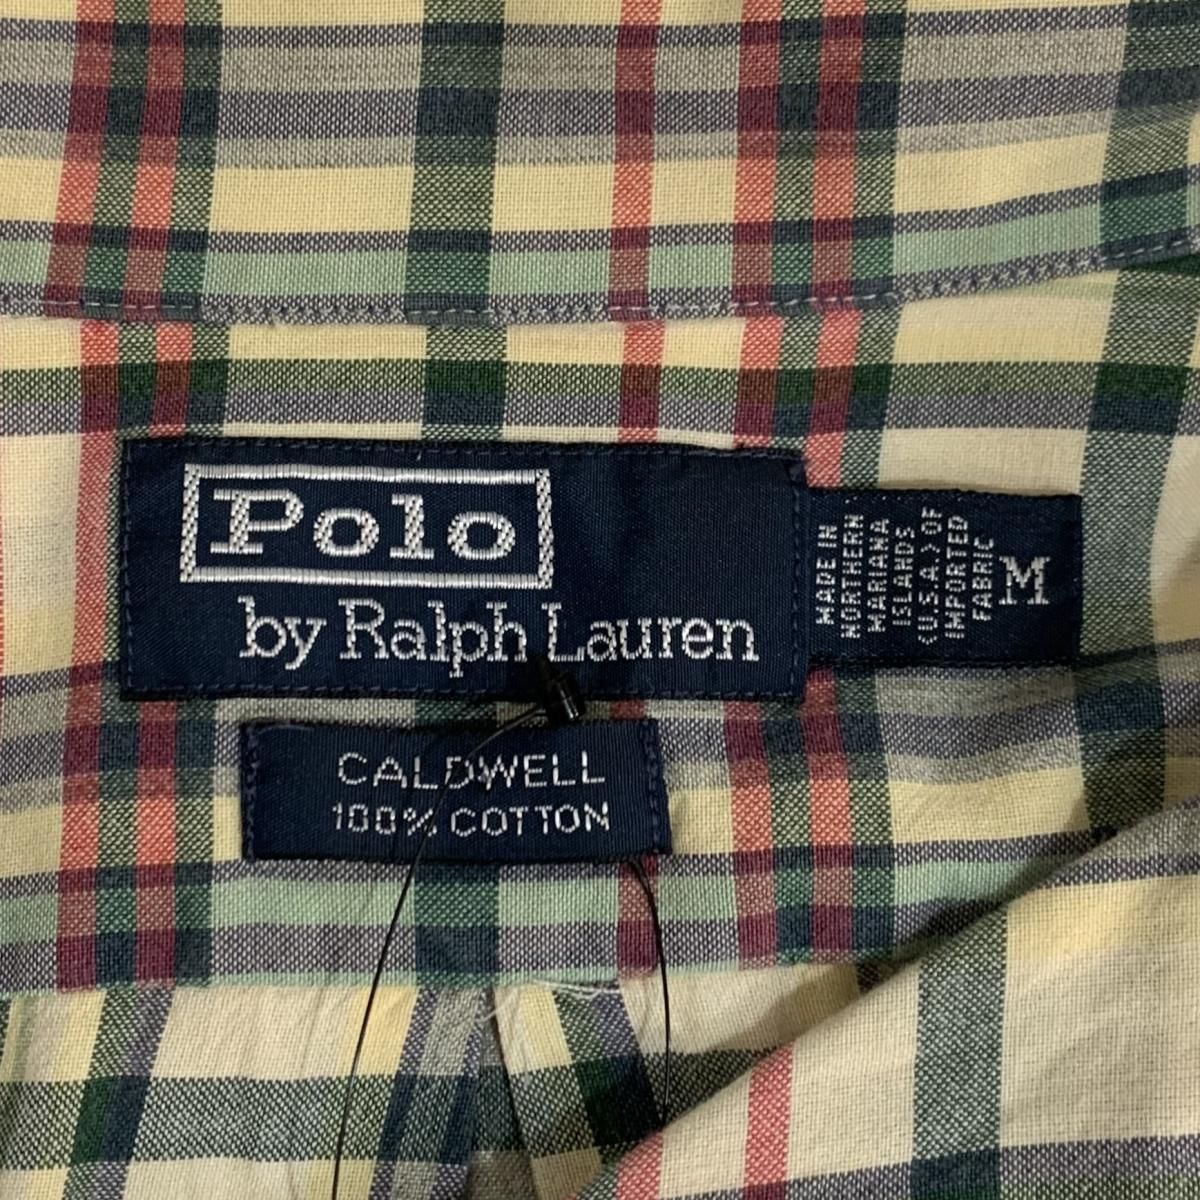 Polo
by Ralph Lauren
MADE IN
NORTHERN
MARIANA
ISLANDS
(U.S.A.) OF
IMPORTED
FABRIC
M
CALDWELL
100% COTTON